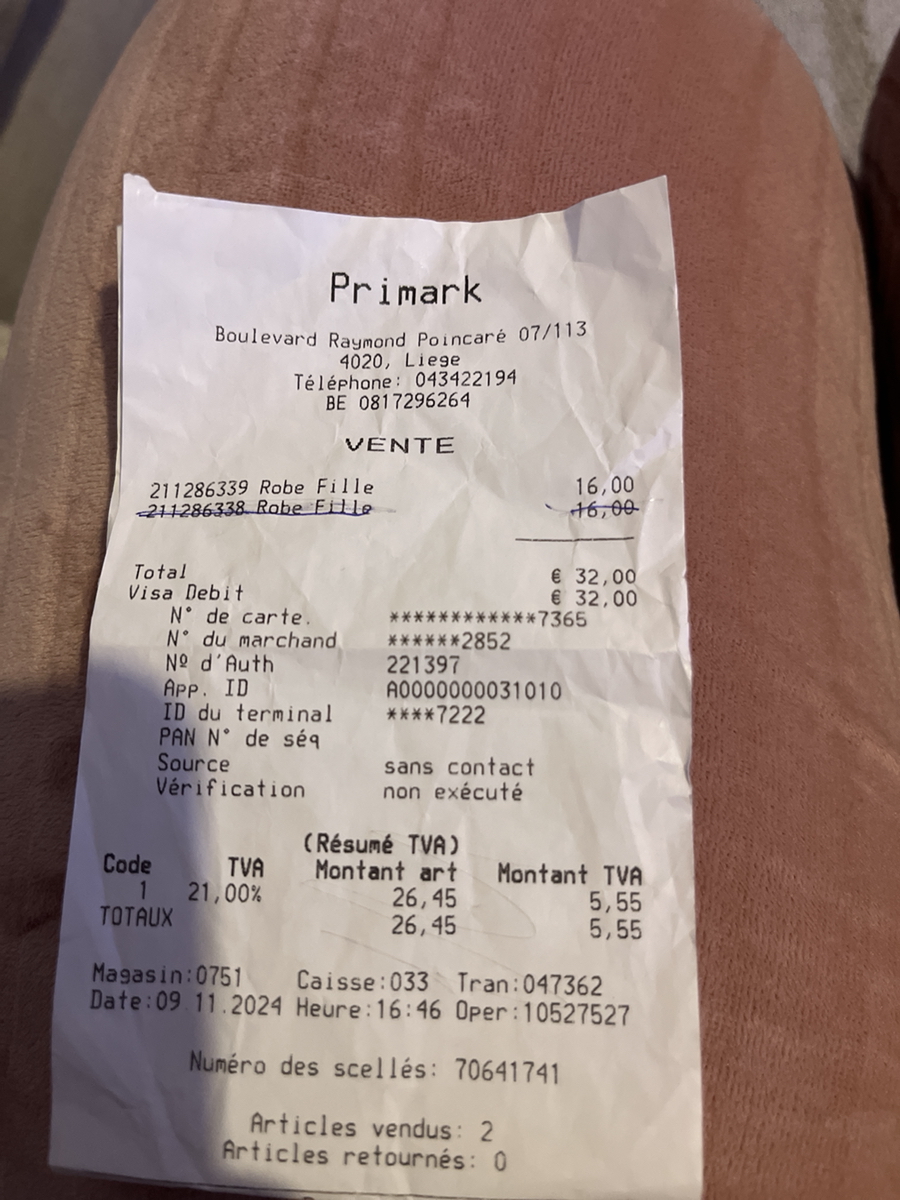 Primark
Boulevard Raymond Poincaré 07/113
4020, Liege
Téléphone: 043422194
BE 0817296264
VENTE
211286339 Robe Fille 16,00
211286338 Robe Fille 16,00
Total € 32,00
Visa Debit € 32,00
N° de carte. ************7365
N° du marchand ******2852
Nº d'Auth 221397
App. ID A0000000031010
ID du terminal ****7222
PAN N° de séq
Source sans contact
Vérification non exécuté
(Résumé TVA)
Code TVA Montant art Montant TVA
1 21,00% 26,45 5,55
TOTAUX 26,45 5,55
Magasin:0751 Caisse:033 Tran:047362
Date:09.11.2024 Heure:16:46 Oper:10527527
Numéro des scellés: 70641741
Articles vendus: 2
Articles retournés: 0